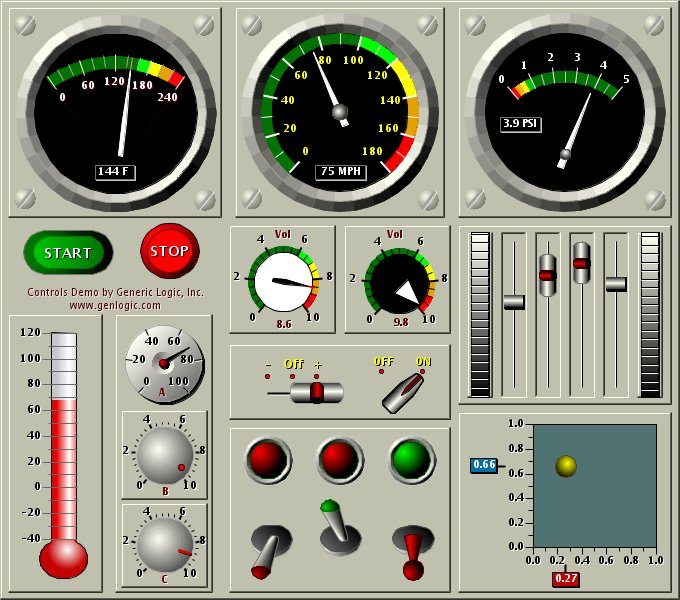 0 60 120 180 240
144 F
0 20 40 60 80 100 120 140 160 180
75 MPH
0 1 2 3 4 5
3.9 PSI
START
STOP
Controls Demo by Generic Logic, Inc.
www.genlogic.com
Vol
0 2 4 6 8 10
8.6
Vol
0 2 4 6 8 10
9.8
120
100
80
60
40
20
0
-20
-40
0 20 40 60 80 100
A
0 2 4 6 8 10
B
0 2 4 6 8 10
C
- Off +
OFF ON
1.0
0.8
0.66
0.6
0.4
0.2
0.0
0.0 0.2 0.4 0.6 0.8 1.0
0.27